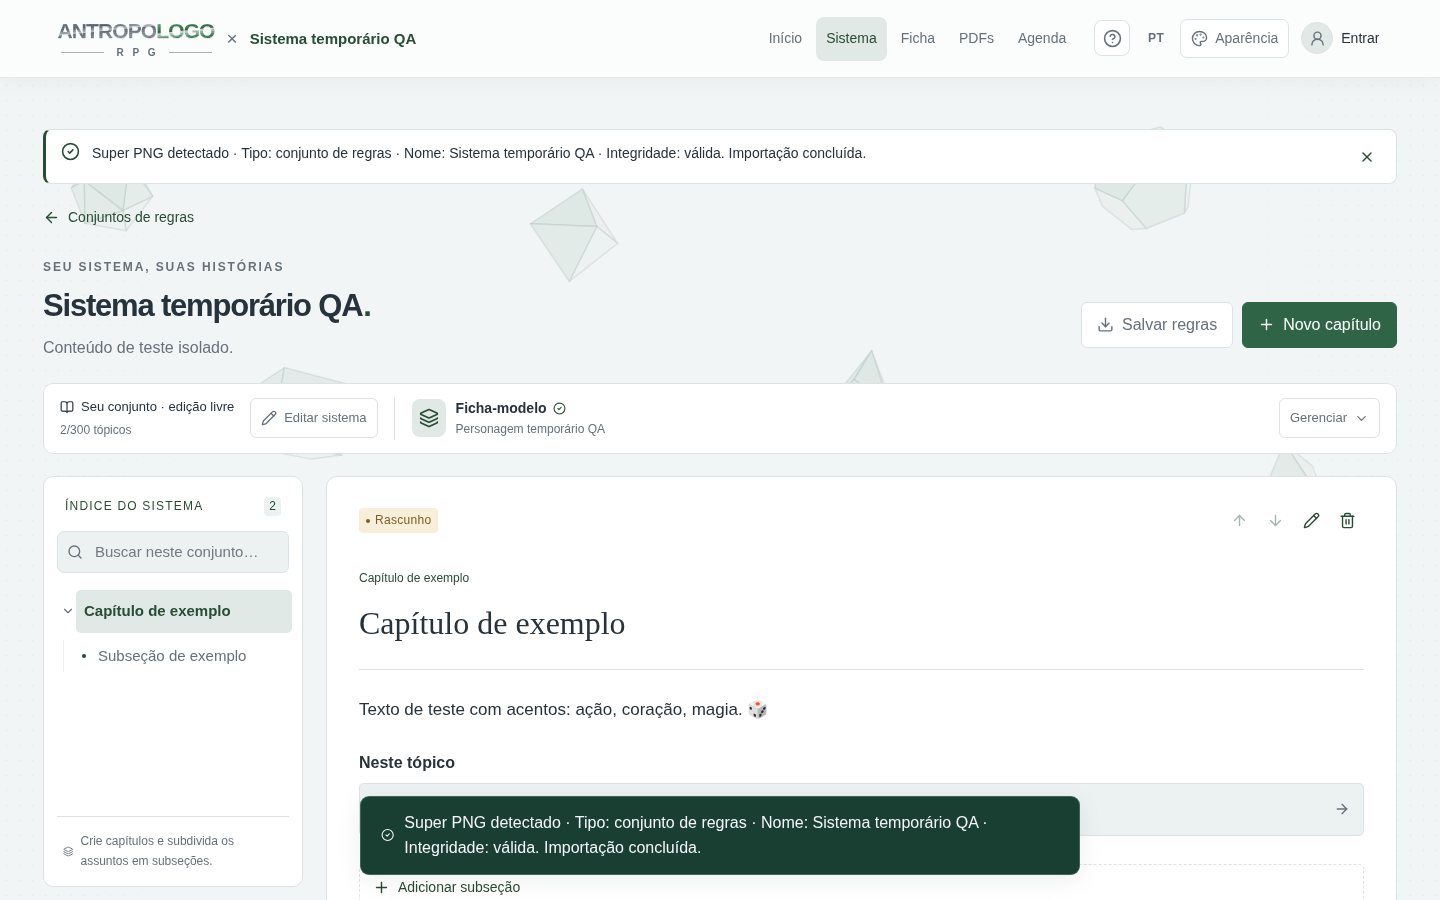 ANTROPOLOGO
RPG
Sistema temporário QA
Início
Sistema
Ficha
PDFs
Agenda
PT
Aparência
Entrar
Super PNG detectado · Tipo: conjunto de regras · Nome: Sistema temporário QA · Integridade: válida. Importação concluída.
Conjuntos de regras
SEU SISTEMA, SUAS HISTÓRIAS
Sistema temporário QA.
Conteúdo de teste isolado.
Salvar regras
Novo capítulo
Seu conjunto · edição livre
2/300 tópicos
Editar sistema
Ficha-modelo
Personagem temporário QA
Gerenciar
ÍNDICE DO SISTEMA
2
Buscar neste conjunto…
Capítulo de exemplo
Subseção de exemplo
Crie capítulos e subdivida os
assuntos em subseções.
Rascunho
Capítulo de exemplo
Capítulo de exemplo
Texto de teste com acentos: ação, coração, magia. 🎲
Neste tópico
Super PNG detectado · Tipo: conjunto de regras · Nome: Sistema temporário QA ·
Integridade: válida. Importação concluída.
Adicionar subseção